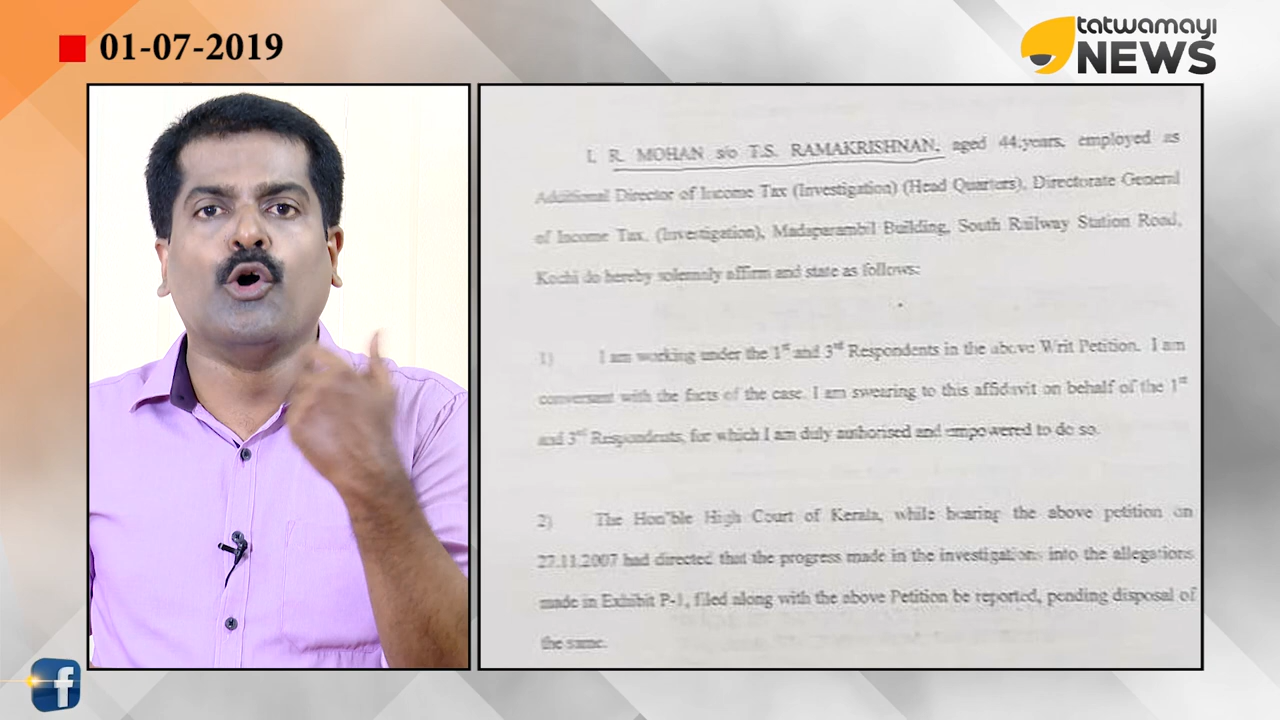 01-07-2019
tatwamayi
NEWS
I, R. MOHAN s/o T.S. RAMAKRISHNAN, aged 44 years, employed as
Additional Director of Income Tax (Investigation) (Head Quarters), Directorate General
of Income Tax, (Investigation), Madaparambil Building, South Railway Station Road,
Kochi do hereby solemnly affirm and state as follows:
1) I am working under the 1st and 3rd Respondents in the above Writ Petition. I am
conversant with the facts of the case. I am swearing to this affidavit on behalf of the 1st
and 3rd Respondents, for which I am duly authorised and empowered to do so.
2) The Hon'ble High Court of Kerala, while hearing the above petition on
27.11.2007 had directed that the progress made in the investigations into the allegations
made in Exhibit P-1, filed along with the above Petition be reported, pending disposal of
the same.
f